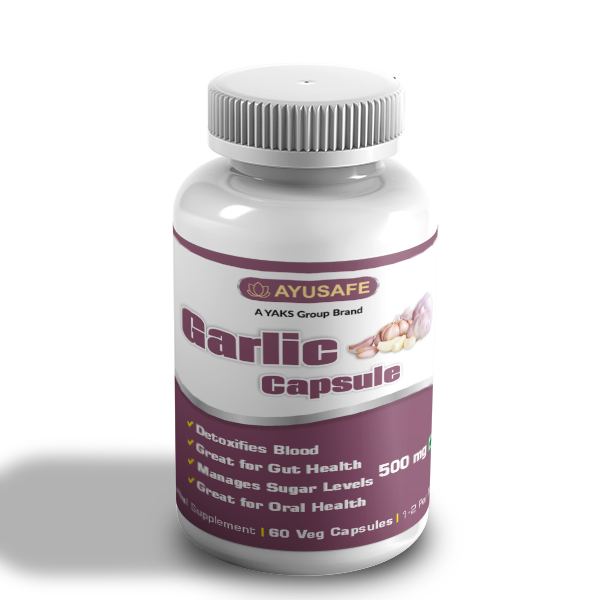 AYUSAFE
A YAKS Group Brand
Garlic
Capsule
Detoxifies Blood
Great for Gut Health
Manages Sugar Levels
Great for Oral Health
500 mg
Supplement | 60 Veg Capsules | 1-2